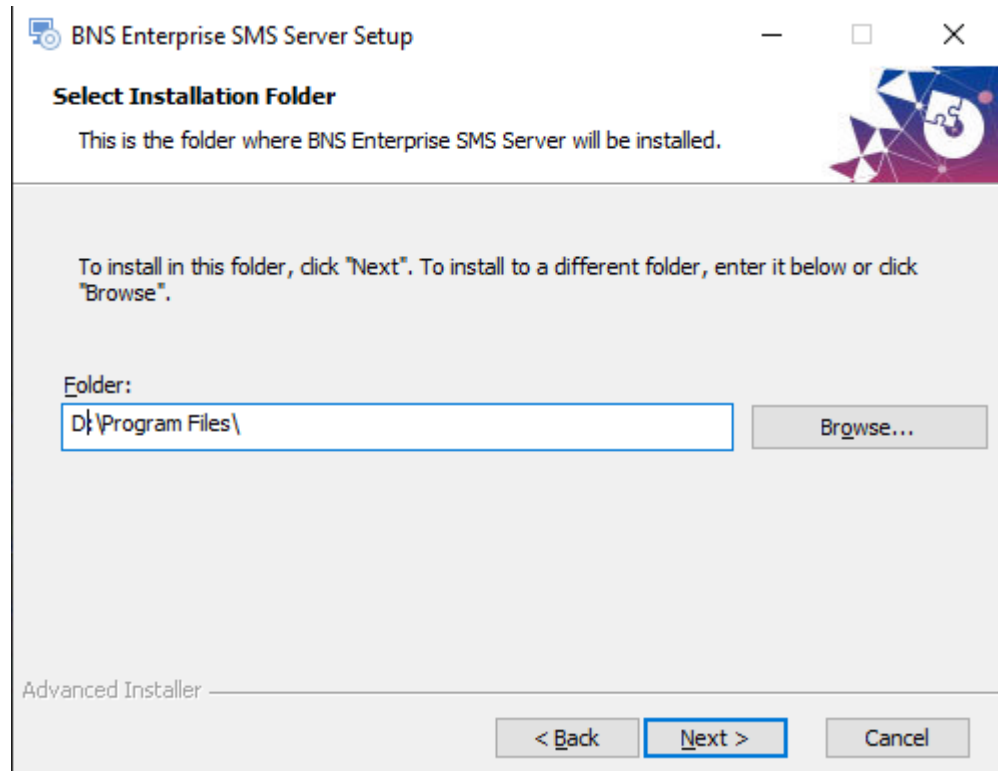 BNS Enterprise SMS Server Setup
Select Installation Folder
This is the folder where BNS Enterprise SMS Server will be installed.
To install in this folder, click "Next". To install to a different folder, enter it below or click
"Browse".
Folder:
D:\Program Files\
Browse...
Advanced Installer
< Back
Next >
Cancel